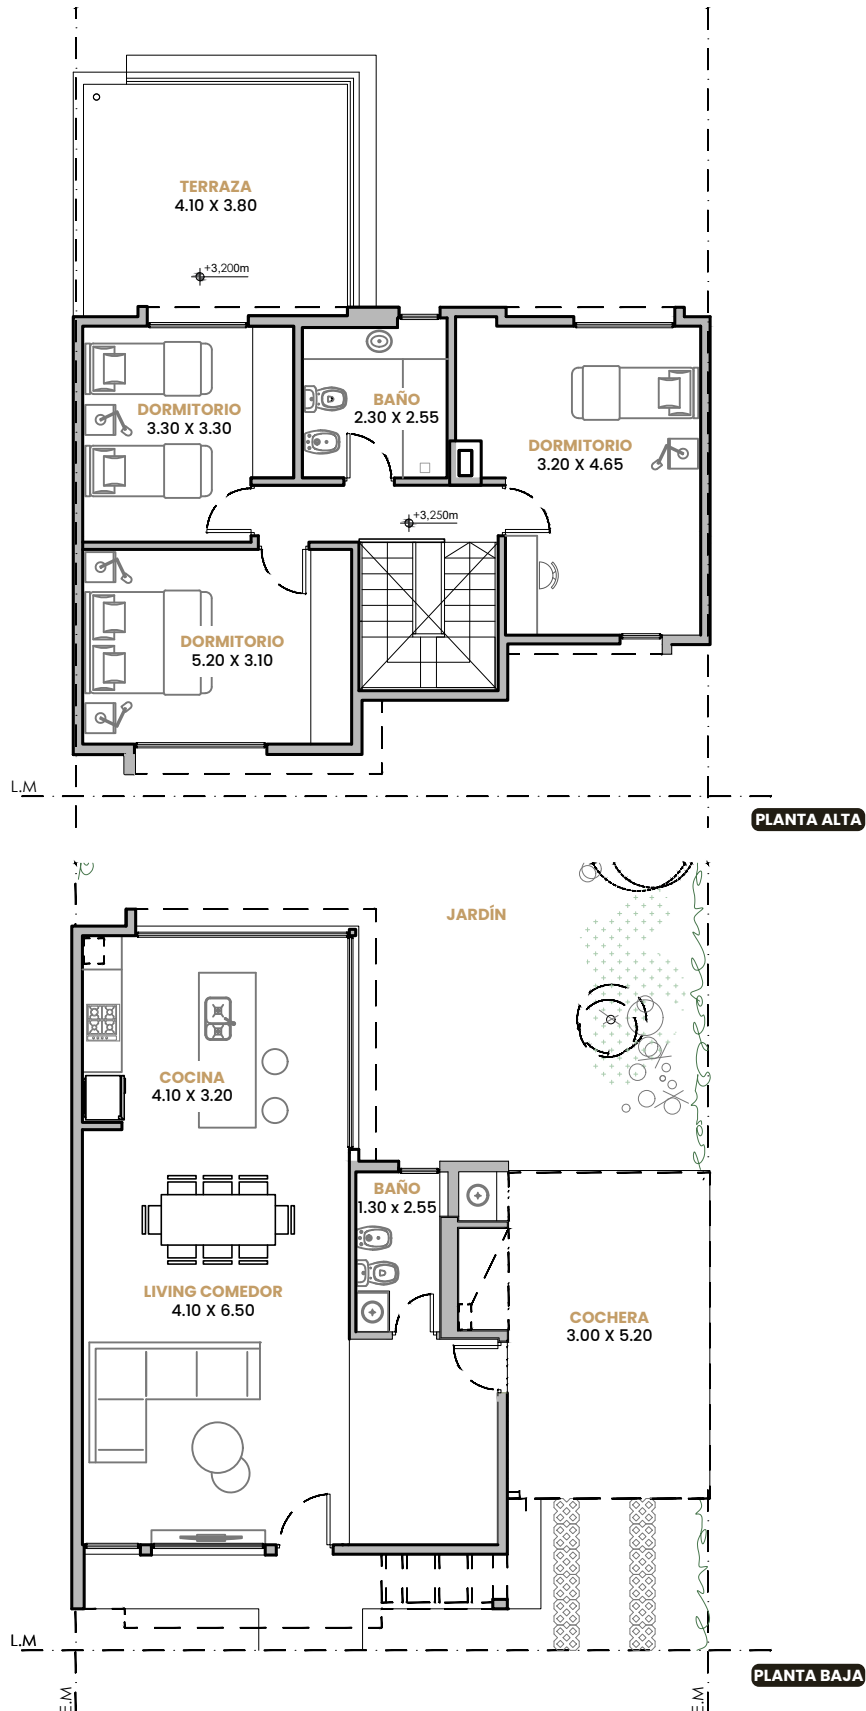 TERRAZA
4.10 X 3.80
+3,200m
DORMITORIO
3.30 X 3.30
BAÑO
2.30 X 2.55
DORMITORIO
3.20 X 4.65
+3,250m
DORMITORIO
5.20 X 3.10
L.M
PLANTA ALTA
JARDÍN
COCINA
4.10 X 3.20
BAÑO
1.30 x 2.55
LIVING COMEDOR
4.10 X 6.50
COCHERA
3.00 X 5.20
L.M
PLANTA BAJA
E.M
E.M